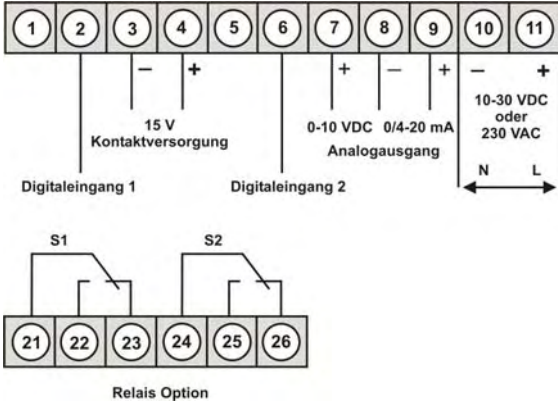 1 2 3 4 5 6 7 8 9 10 11
− + + − + − +
15 V
Kontaktversorgung
0-10 VDC 0/4-20 mA
Analogausgang
10-30 VDC
oder
230 VAC
N L
Digitaleingang 1
Digitaleingang 2
S1 S2
21 22 23 24 25 26
Relais Option